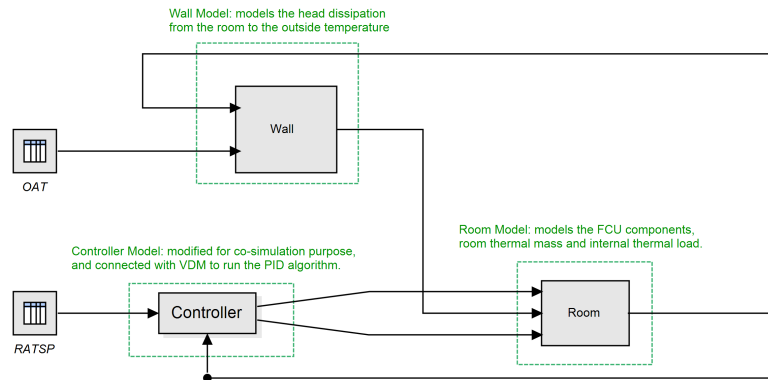 Wall Model: models the head dissipation
from the room to the outside temperature
Wall
OAT
Room Model: models the FCU components,
room thermal mass and internal thermal load.
Controller Model: modified for co-simulation purpose,
and connected with VDM to run the PID algorithm.
Controller
Room
RATSP